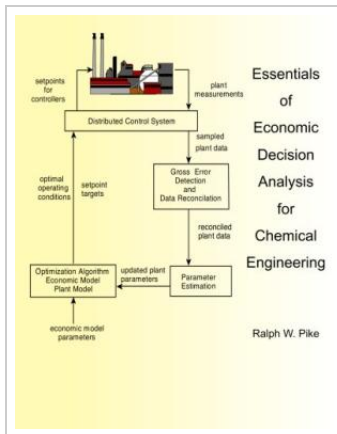 setpoints
for
controllers
plant
measurements
Distributed Control System
sampled
plant data
optimal
operating
conditions
setpoint
targets
Gross Error
Detection
and
Data Reconcilation
reconciled
plant data
Optimization Algorithm
Economic Model
Plant Model
updated plant
parameters
Parameter
Estimation
economic model
parameters
Essentials
of
Economic
Decision
Analysis
for
Chemical
Engineering
Ralph W. Pike